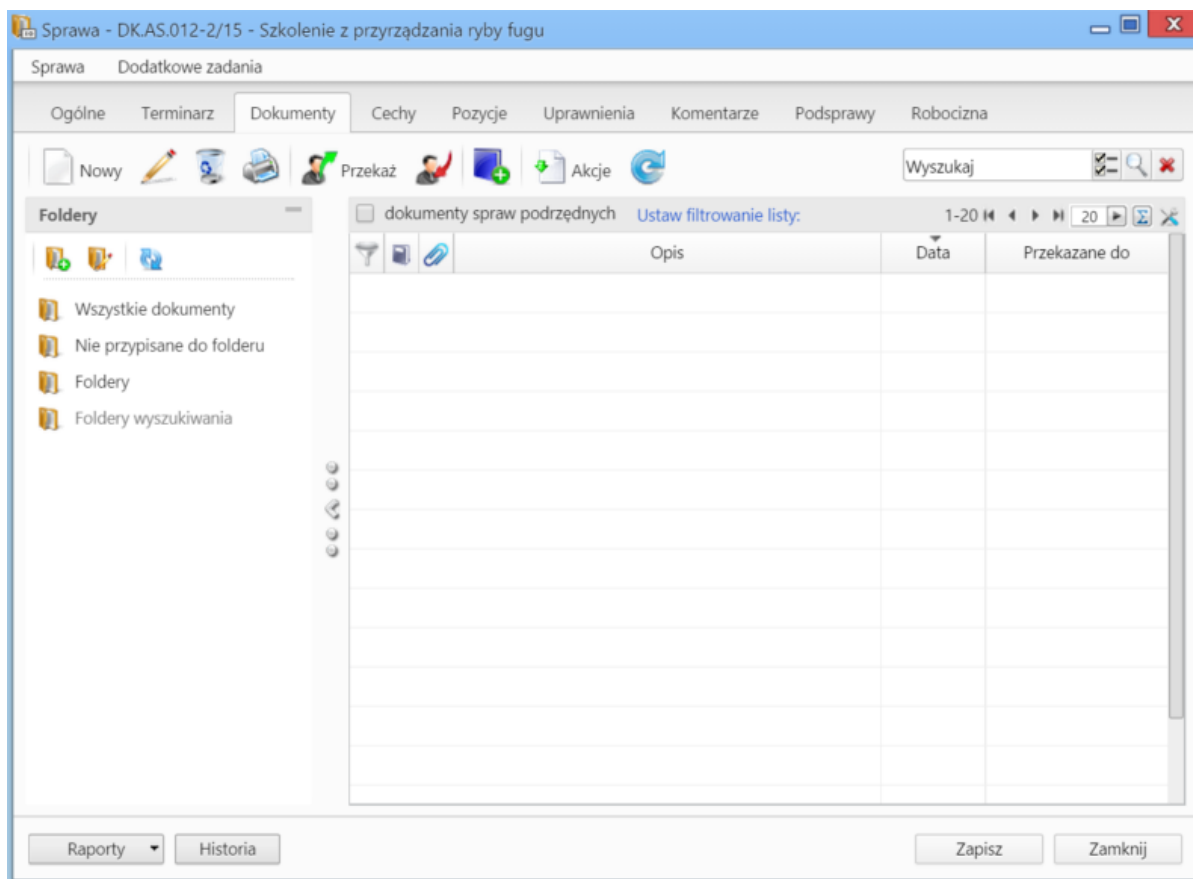 Sprawa - DK.AS.012-2/15 - Szkolenie z przyrządzania ryby fugu
Sprawa Dodatkowe zadania
Ogólne Terminarz Dokumenty Cechy Pozycje Uprawnienia Komentarze Podsprawy Robocizna
Nowy Przekaż Akcje Wyszukaj
Foldery
dokumenty spraw podrzędnych Ustaw filtrowanie listy: 1-20 20
Opis Data Przekazane do
Wszystkie dokumenty
Nie przypisane do folderu
Foldery
Foldery wyszukiwania
Raporty Historia Zapisz Zamknij